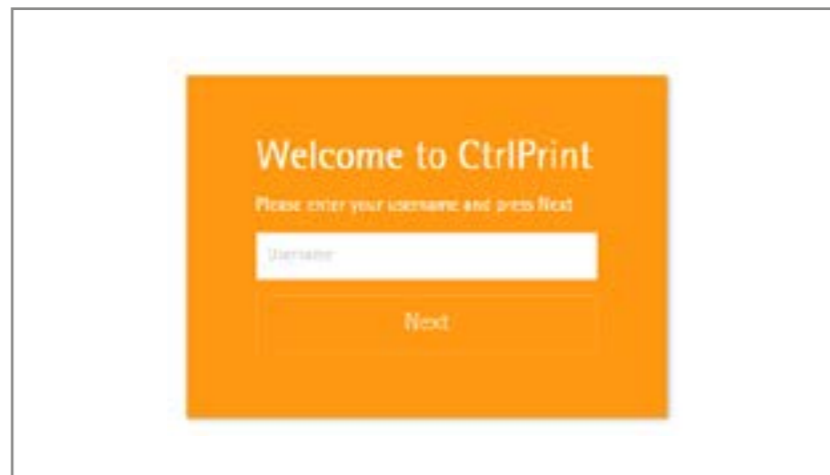 Welcome to CtrlPrint
Please enter your username and press Next
Username
Next